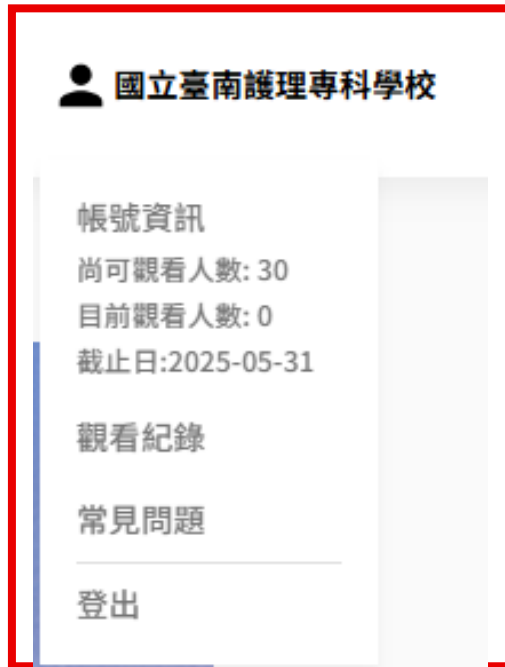 國立臺南護理專科學校
帳號資訊
尚可觀看人數: 30
目前觀看人數: 0
截止日:2025-05-31
觀看紀錄
常見問題
登出